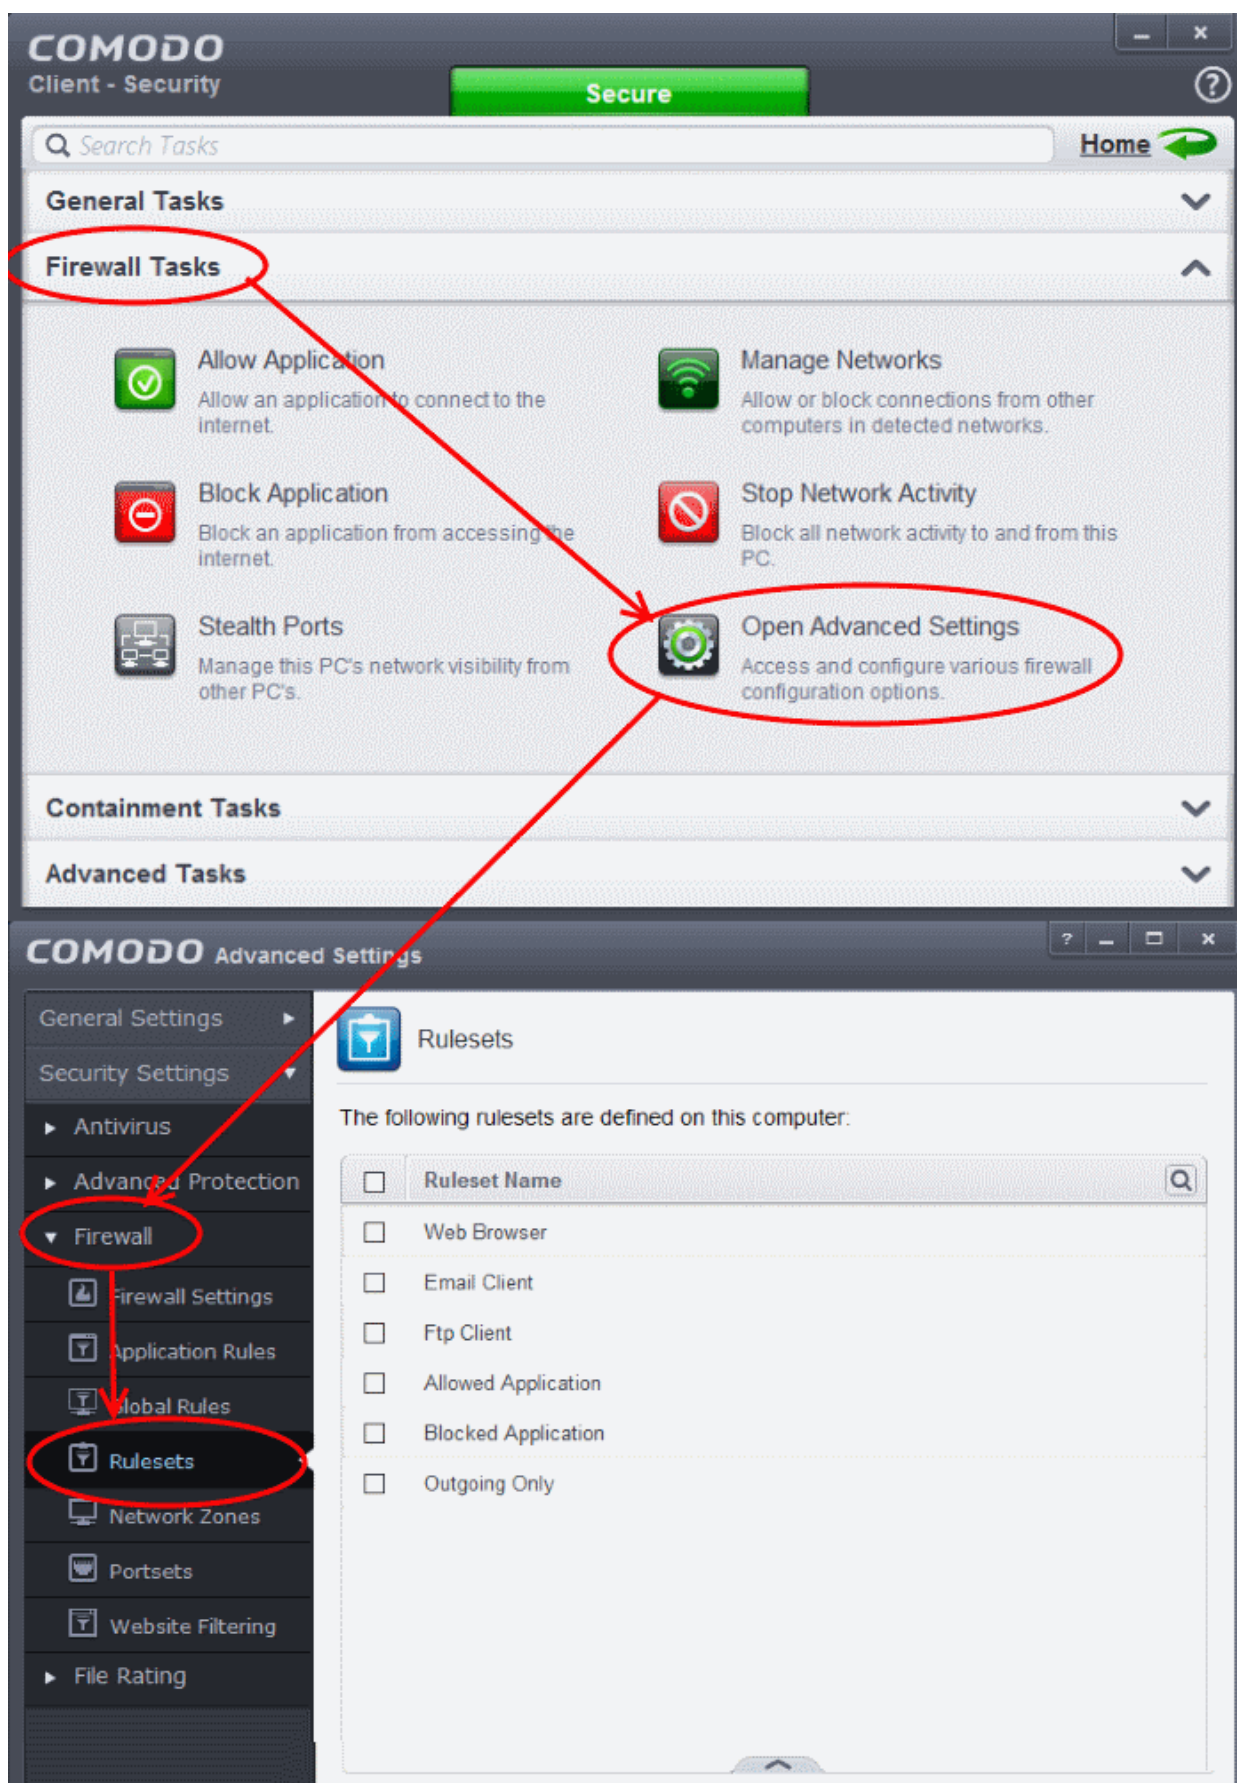 COMODO
Client - Security
Secure
Search Tasks
Home
General Tasks
Firewall Tasks
Allow Application
Allow an application to connect to the
internet.
Manage Networks
Allow or block connections from other
computers in detected networks.
Block Application
Block an application from accessing the
internet.
Stop Network Activity
Block all network activity to and from this
PC.
Stealth Ports
Manage this PC's network visibility from
other PC's.
Open Advanced Settings
Access and configure various firewall
configuration options.
Containment Tasks
Advanced Tasks
COMODO Advanced Settings
General Settings
Security Settings
Antivirus
Advanced Protection
Firewall
Firewall Settings
Application Rules
Global Rules
Rulesets
Network Zones
Portsets
Website Filtering
File Rating
Rulesets
The following rulesets are defined on this computer:
Ruleset Name
Web Browser
Email Client
Ftp Client
Allowed Application
Blocked Application
Outgoing Only